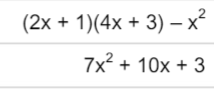 (2x + 1)(4x + 3) – x²
7x² + 10x + 3